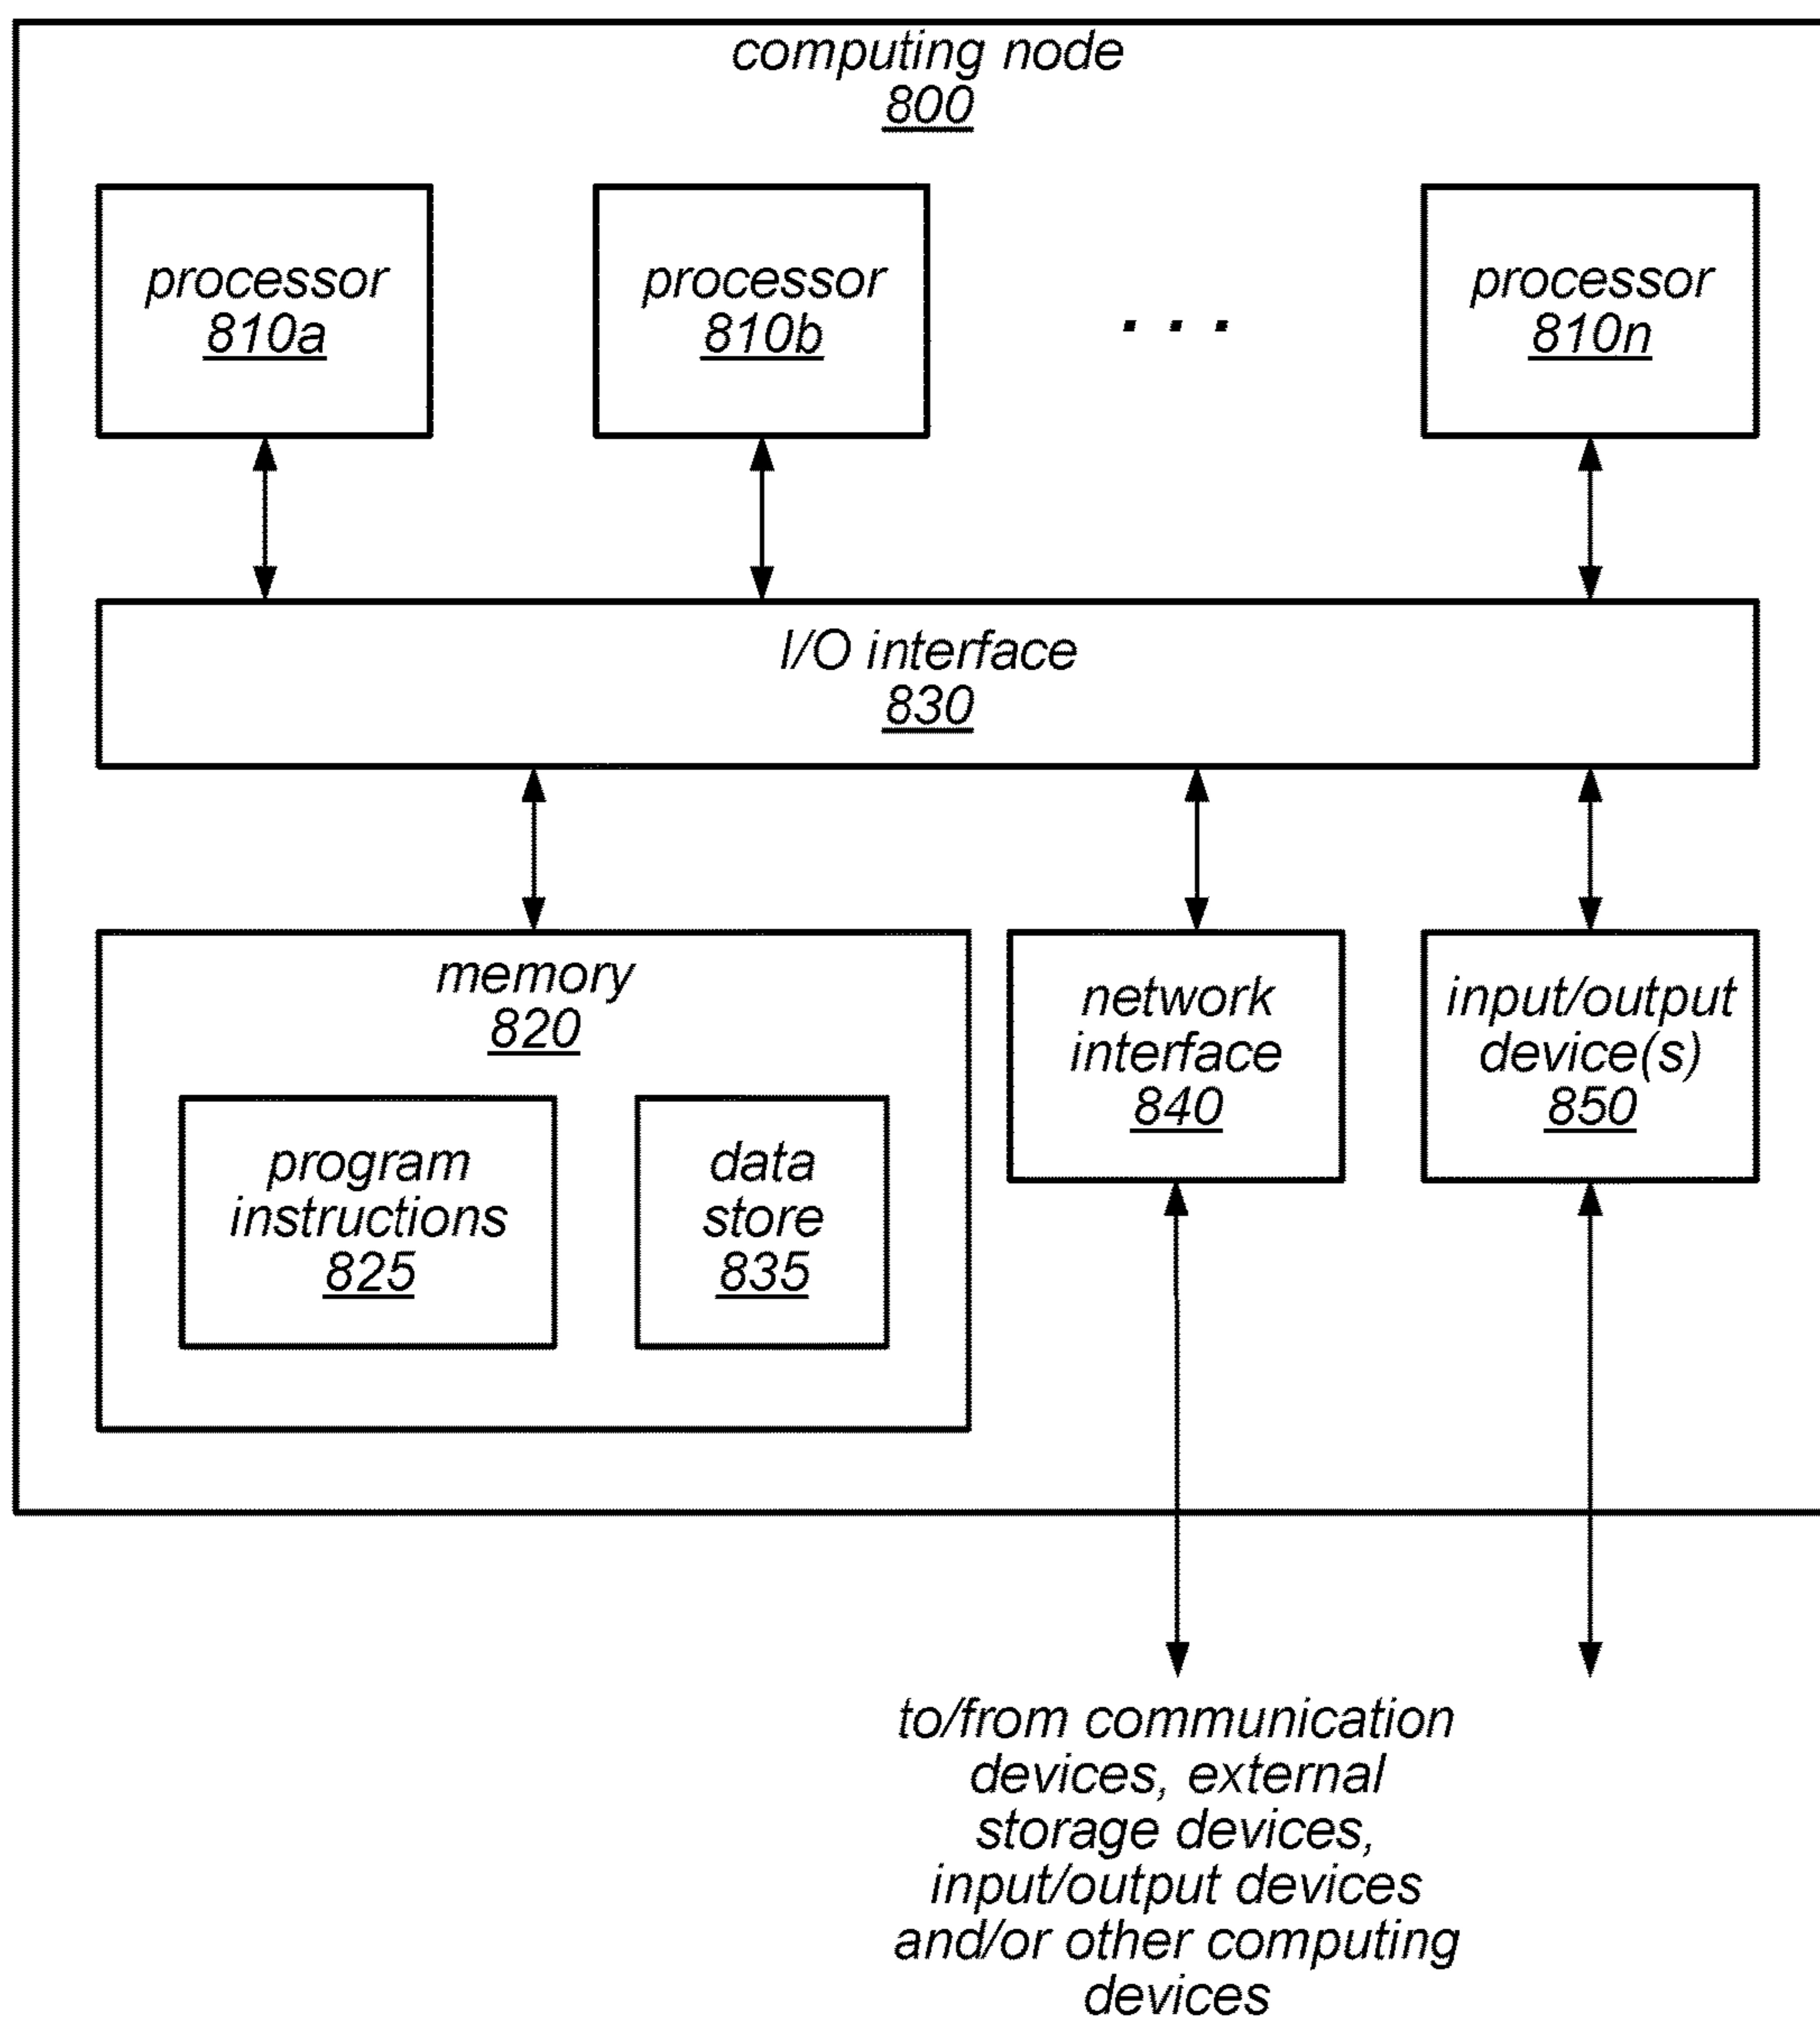 computing node
800
processor
810a
processor
810b
. . .
processor
810n
I/O interface
830
memory
820
program
instructions
825
data
store
835
network
interface
840
input/output
device(s)
850
to/from communication
devices, external
storage devices,
input/output devices
and/or other computing
devices